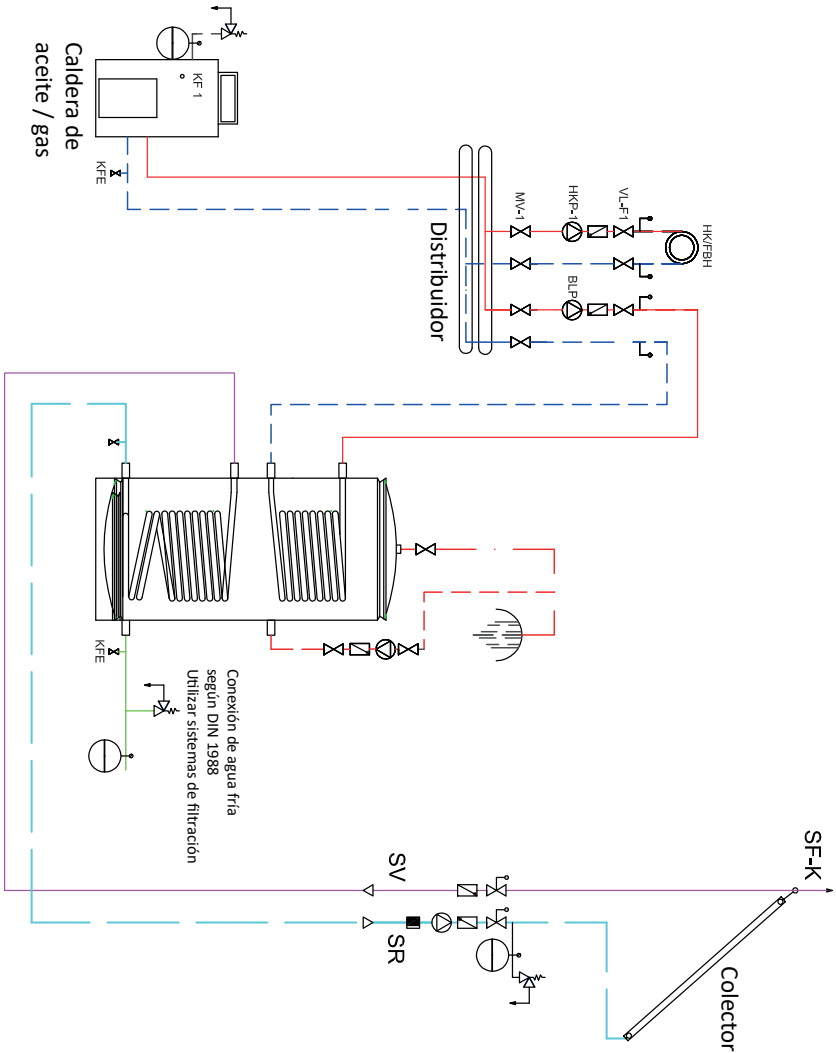 Caldera de
aceite / gas
KF 1
KFE
Distribuidor
MV-1
HKP-1
VL-F1
HK/FBH
BLP
KFE
Conexión de agua fría
según DIN 1988
Utilizar sistemas de filtración
SV
SR
SF-K
Colector